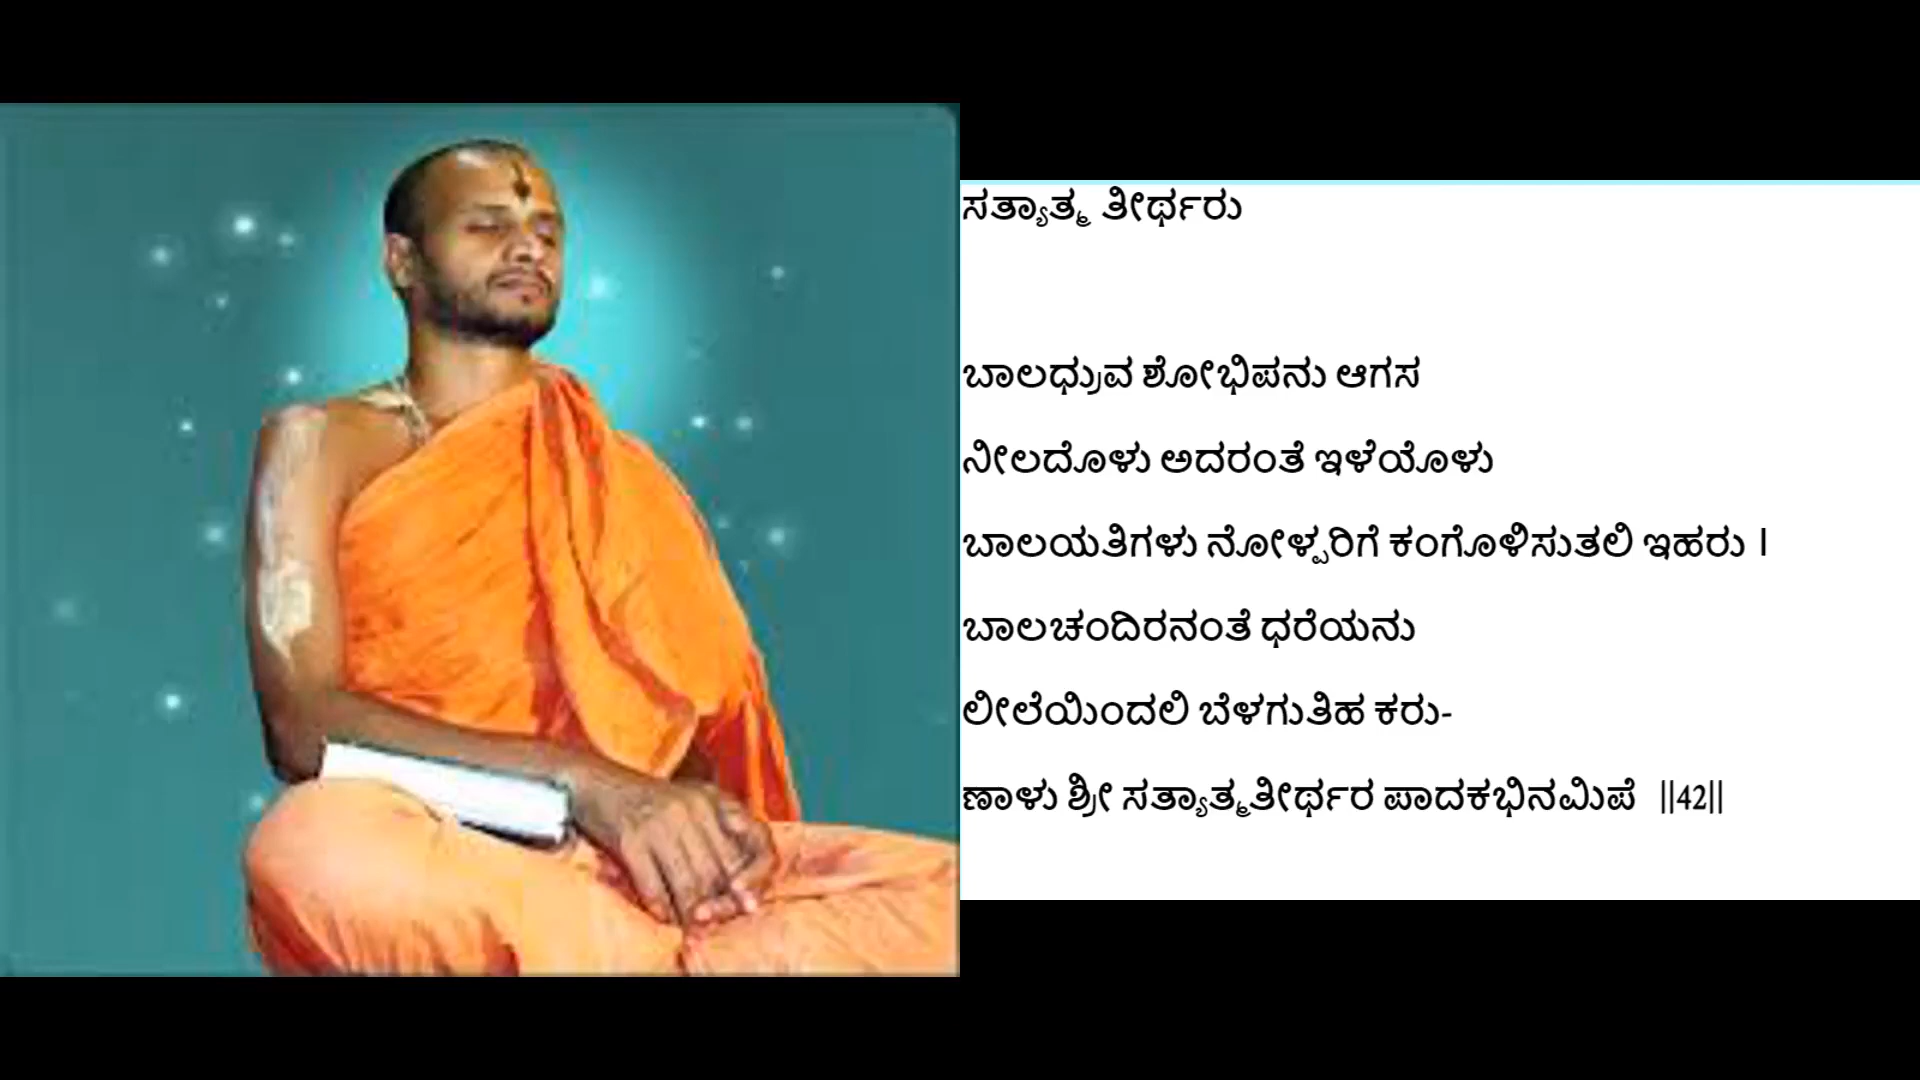 ಸತ್ಯಾತ್ಮ ತೀರ್ಥರು
ಬಾಲಧ್ರುವ ಶೋಭಿಪನು ಆಗಸ
ನೀಲದೊಳು ಅದರಂತೆ ಇಳೆಯೊಳು
ಬಾಲಯತಿಗಳು ನೋಳ್ಪರಿಗೆ ಕಂಗೊಳಿಸುತಲಿ ಇಹರು ।
ಬಾಲಚಂದಿರನಂತೆ ಧರೆಯನು
ಲೀಲೆಯಿಂದಲಿ ಬೆಳಗುತಿಹ ಕರು-
ಣಾಳು ಶ್ರೀ ಸತ್ಯಾತ್ಮತೀರ್ಥರ ಪಾದಕಭಿನಮಿಪೆ ||42||